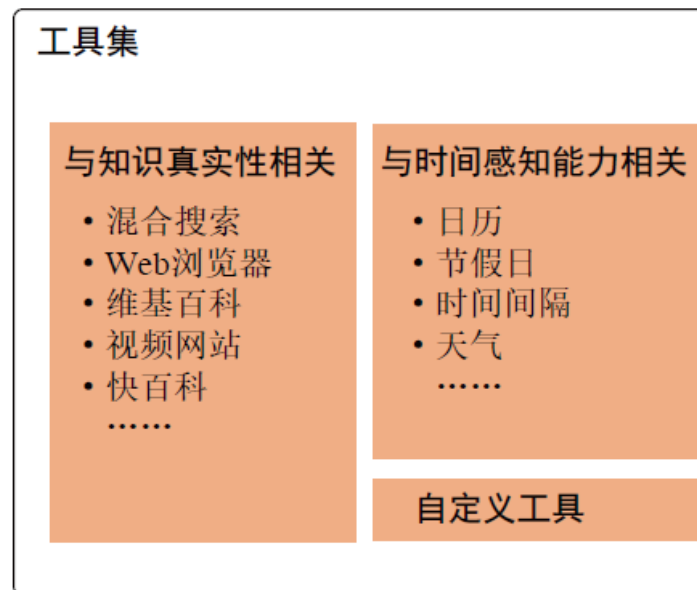 工具集
与知识真实性相关
• 混合搜索
• Web浏览器
• 维基百科
• 视频网站
• 快百科
……
与时间感知能力相关
• 日历
• 节假日
• 时间间隔
• 天气
……
自定义工具